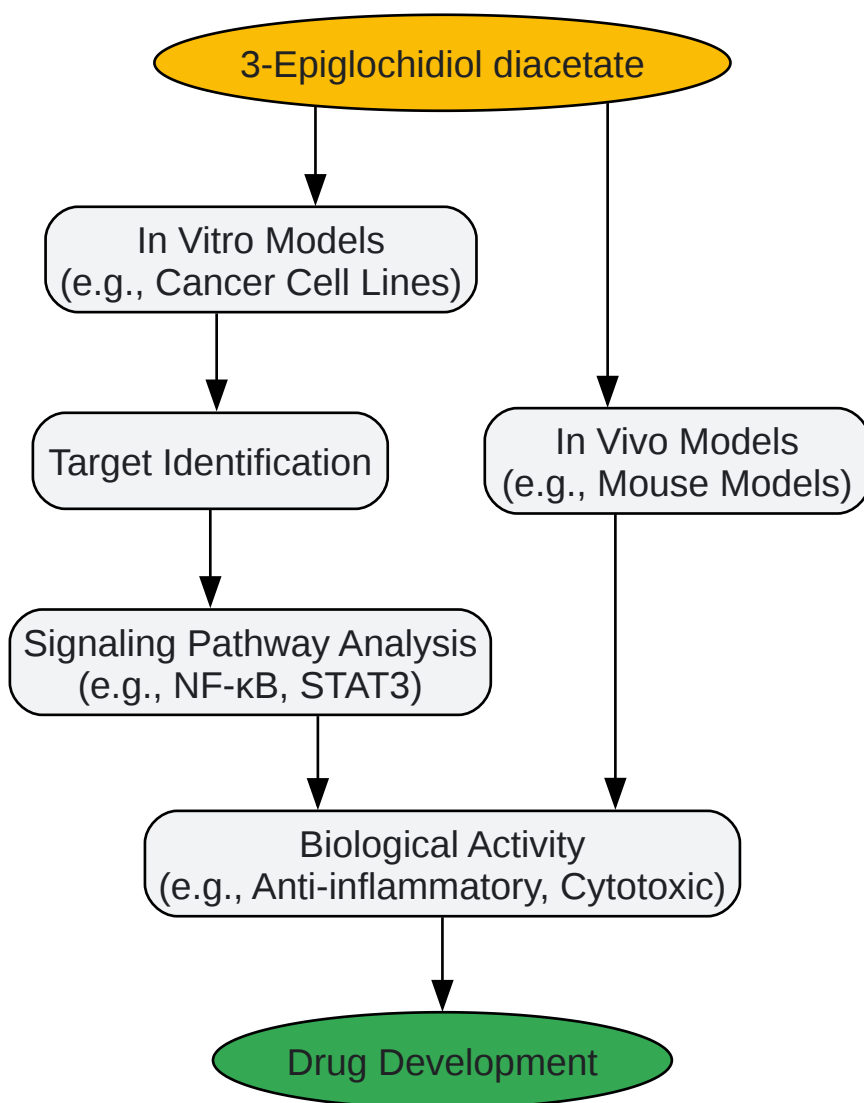 3-Epiglochidiol diacetate
In Vitro Models
(e.g., Cancer Cell Lines)
Target Identification
In Vivo Models
(e.g., Mouse Models)
Signaling Pathway Analysis
(e.g., NF-κB, STAT3)
Biological Activity
(e.g., Anti-inflammatory, Cytotoxic)
Drug Development